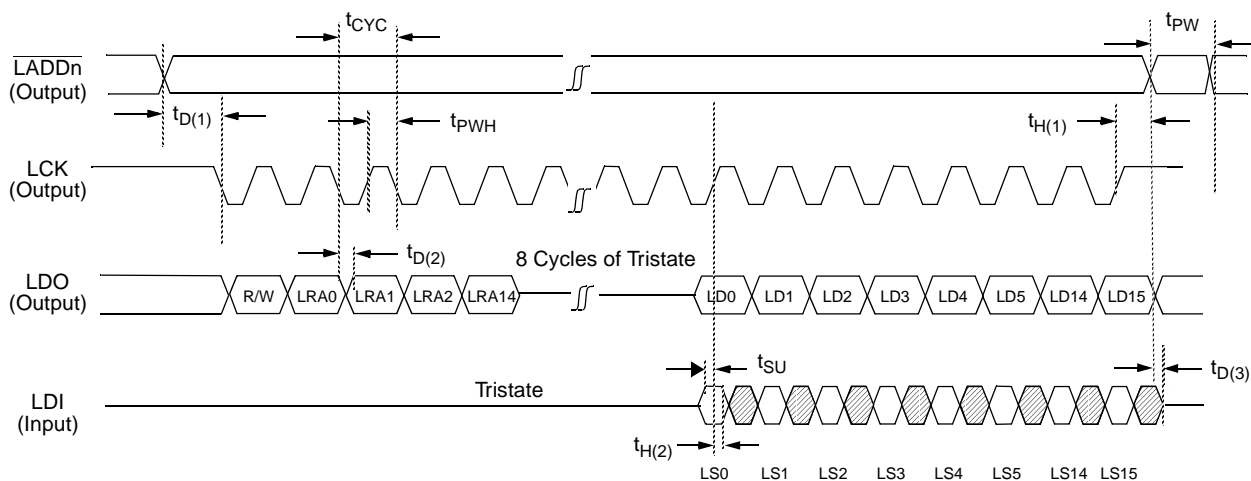 tCYC
tPW
LADDn
(Output)
tD(1)
tPWH
tH(1)
LCK
(Output)
tD(2)
8 Cycles of Tristate
LDO
(Output)
R/W LRA0 LRA1 LRA2 LRA14 LD0 LD1 LD2 LD3 LD4 LD5 LD14 LD15
tSU
tD(3)
Tristate
LDI
(Input)
tH(2)
LS0 LS1 LS2 LS3 LS4 LS5 LS14 LS15